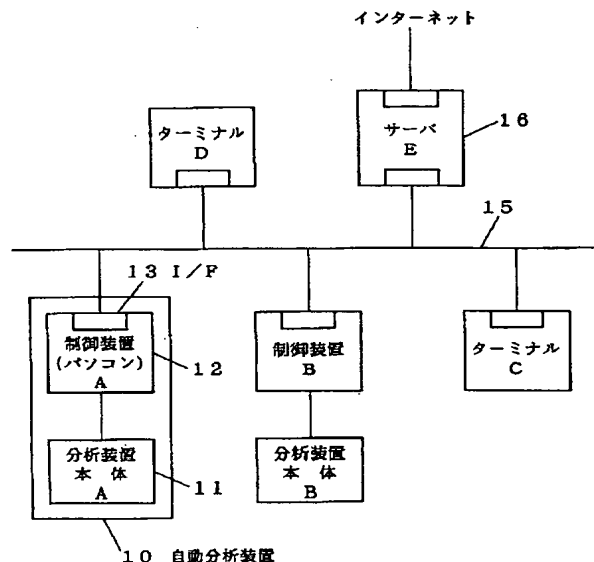 インターネット
ターミナル
D
サーバ
E
16
15
13 I/F
制御装置
(パソコン)
A
12
制御装置
B
ターミナル
C
分析装置
本 体
A
11
分析装置
本 体
B
10 自動分析装置